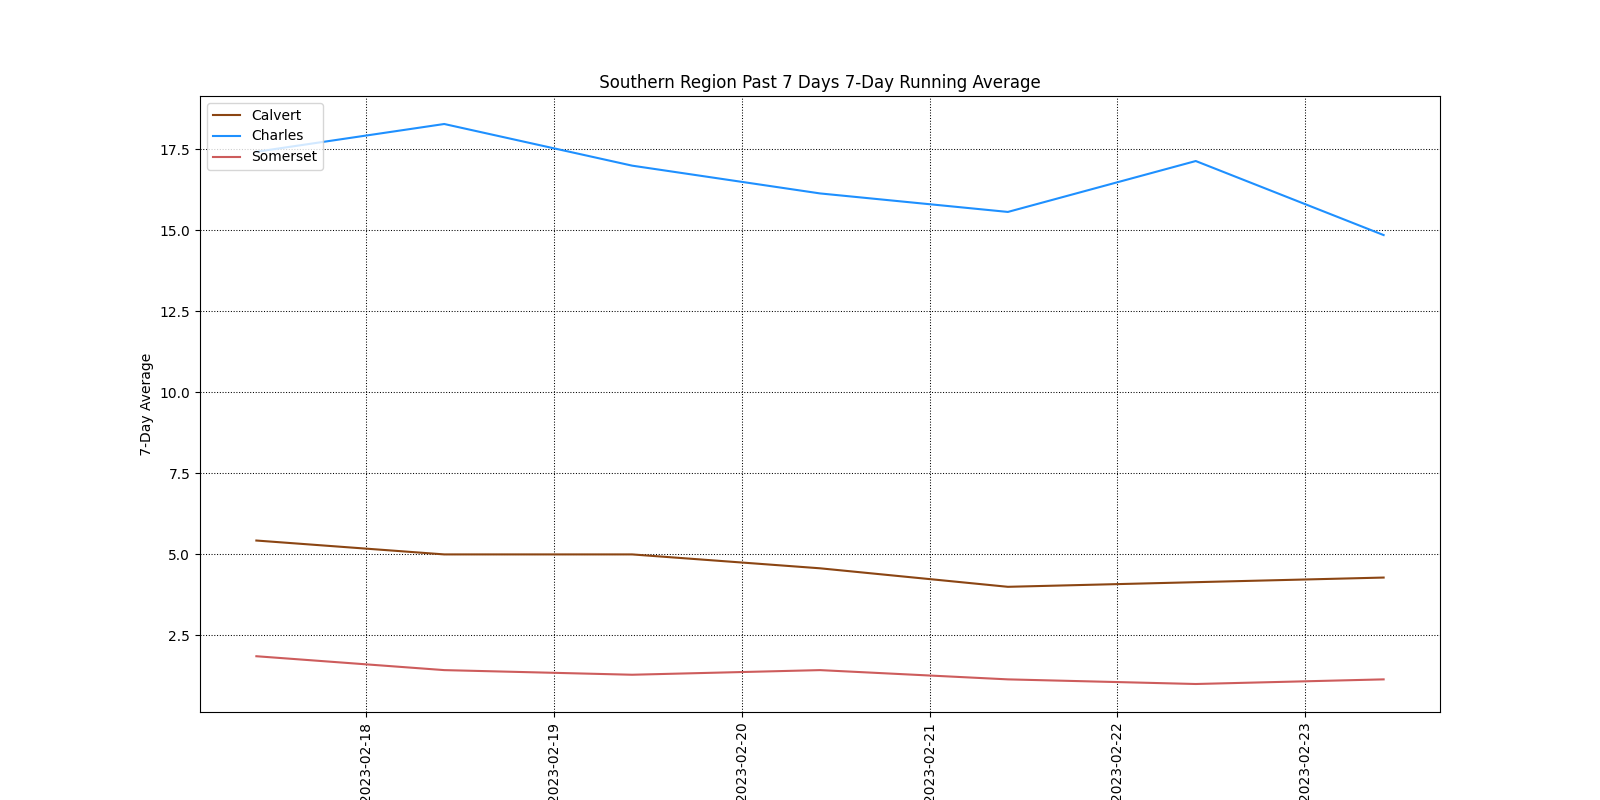 Southern Region Past 7 Days 7-Day Running Average
Calvert
Charles
Somerset
17.5
15.0
12.5
10.0
7.5
5.0
2.5
7-Day Average
2023-02-18
2023-02-19
2023-02-20
2023-02-21
2023-02-22
2023-02-23